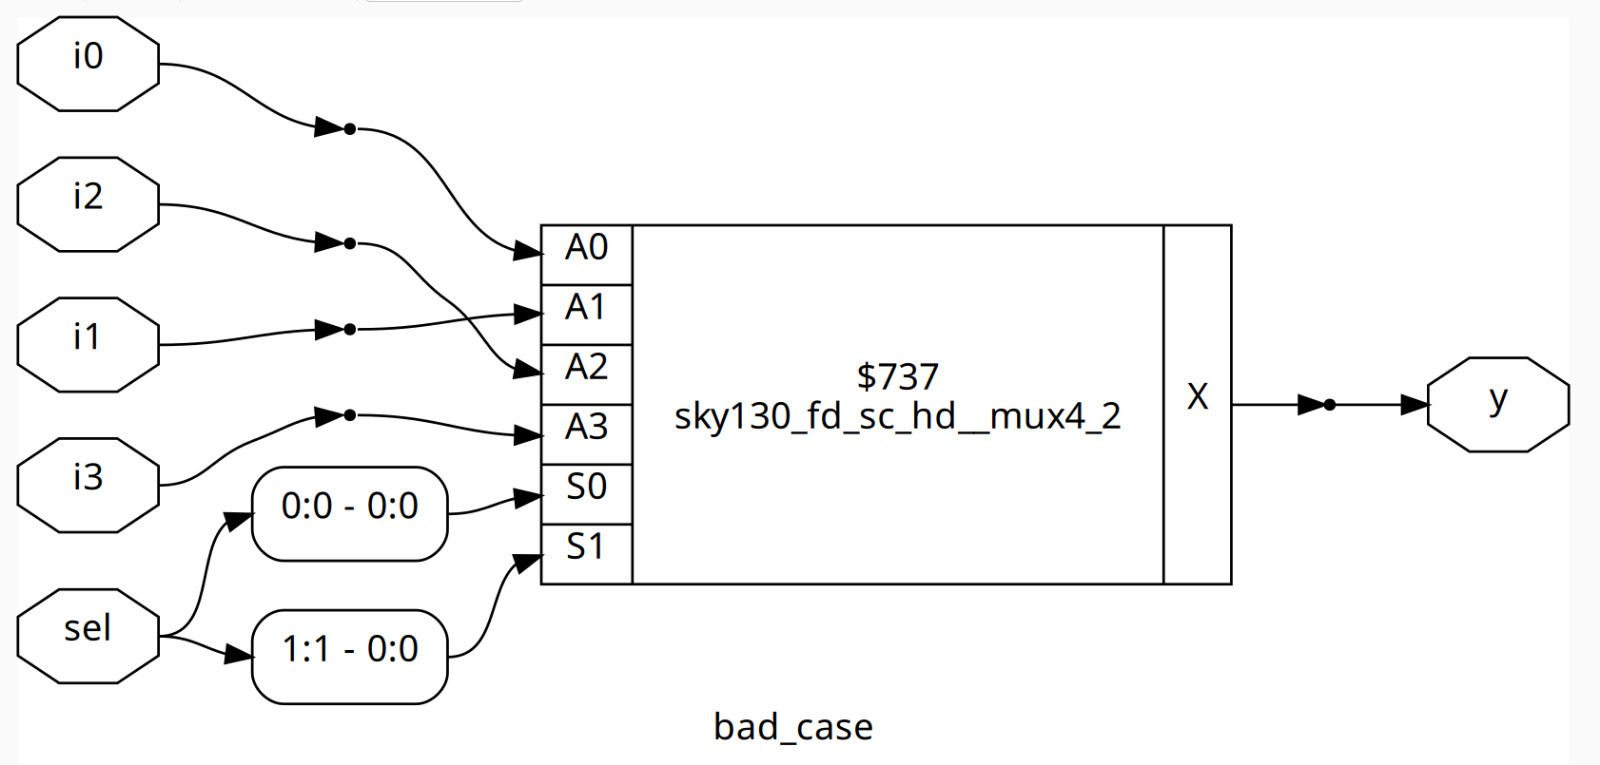 i0
i2
i1
i3
sel
0:0 - 0:0
1:1 - 0:0
A0
A1
A2
A3
S0
S1
$737
sky130_fd_sc_hd__mux4_2
X
y
bad_case